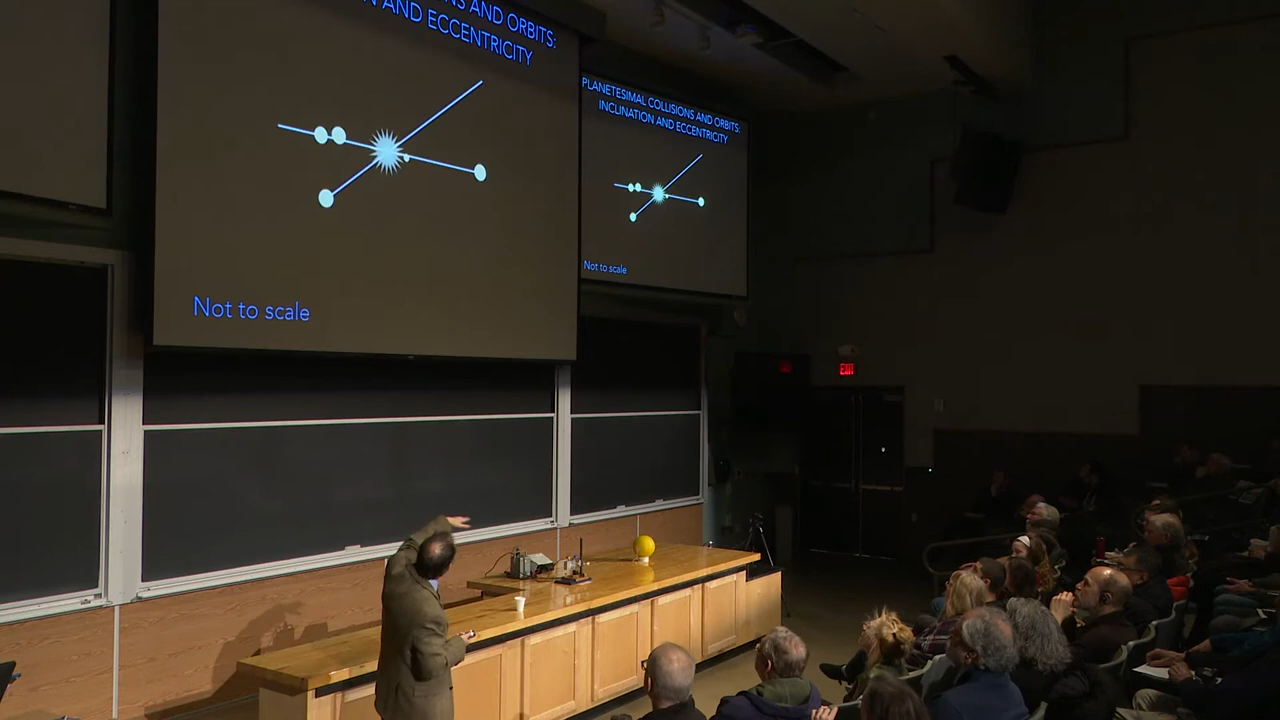 NS AND ORBITS:
N AND ECCENTRICITY
Not to scale
PLANETESIMAL COLLISIONS AND ORBITS:
INCLINATION AND ECCENTRICITY
Not to scale
EXIT